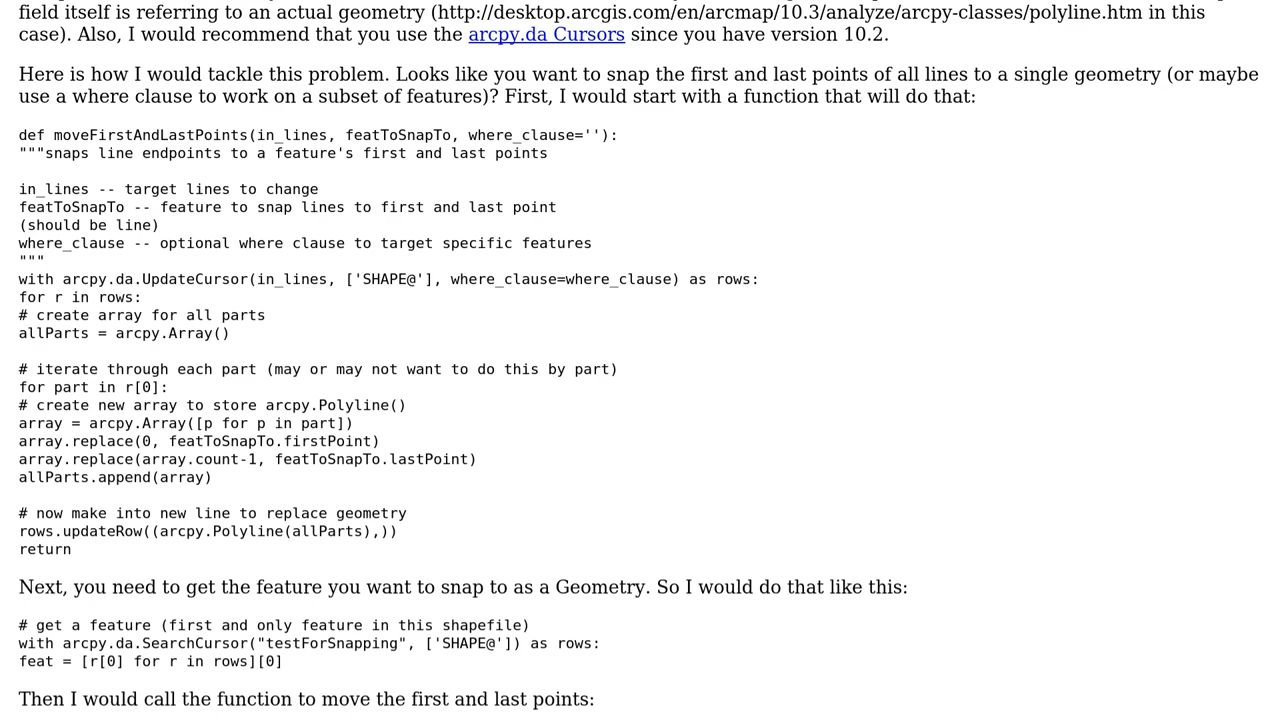 field itself is referring to an actual geometry (http://desktop.arcgis.com/en/arcmap/10.3/analyze/arcpy-classes/polyline.htm in this
case). Also, I would recommend that you use the arcpy.da Cursors since you have version 10.2.
Here is how I would tackle this problem. Looks like you want to snap the first and last points of all lines to a single geometry (or maybe
use a where clause to work on a subset of features)? First, I would start with a function that will do that:
def moveFirstAndLastPoints(in_lines, featToSnapTo, where_clause=''):
"""snaps line endpoints to a feature's first and last points
in_lines -- target lines to change
featToSnapTo -- feature to snap lines to first and last point
(should be line)
where_clause -- optional where clause to target specific features
"""
with arcpy.da.UpdateCursor(in_lines, ['SHAPE@'], where_clause=where_clause) as rows:
for r in rows:
# create array for all parts
allParts = arcpy.Array()
# iterate through each part (may or may not want to do this by part)
for part in r[0]:
# create new array to store arcpy.Polyline()
array = arcpy.Array([p for p in part])
array.replace(0, featToSnapTo.firstPoint)
array.replace(array.count-1, featToSnapTo.lastPoint)
allParts.append(array)
# now make into new line to replace geometry
rows.updateRow((arcpy.Polyline(allParts),))
return
Next, you need to get the feature you want to snap to as a Geometry. So I would do that like this:
# get a feature (first and only feature in this shapefile)
with arcpy.da.SearchCursor("testForSnapping", ['SHAPE@']) as rows:
feat = [r[0] for r in rows][0]
Then I would call the function to move the first and last points: